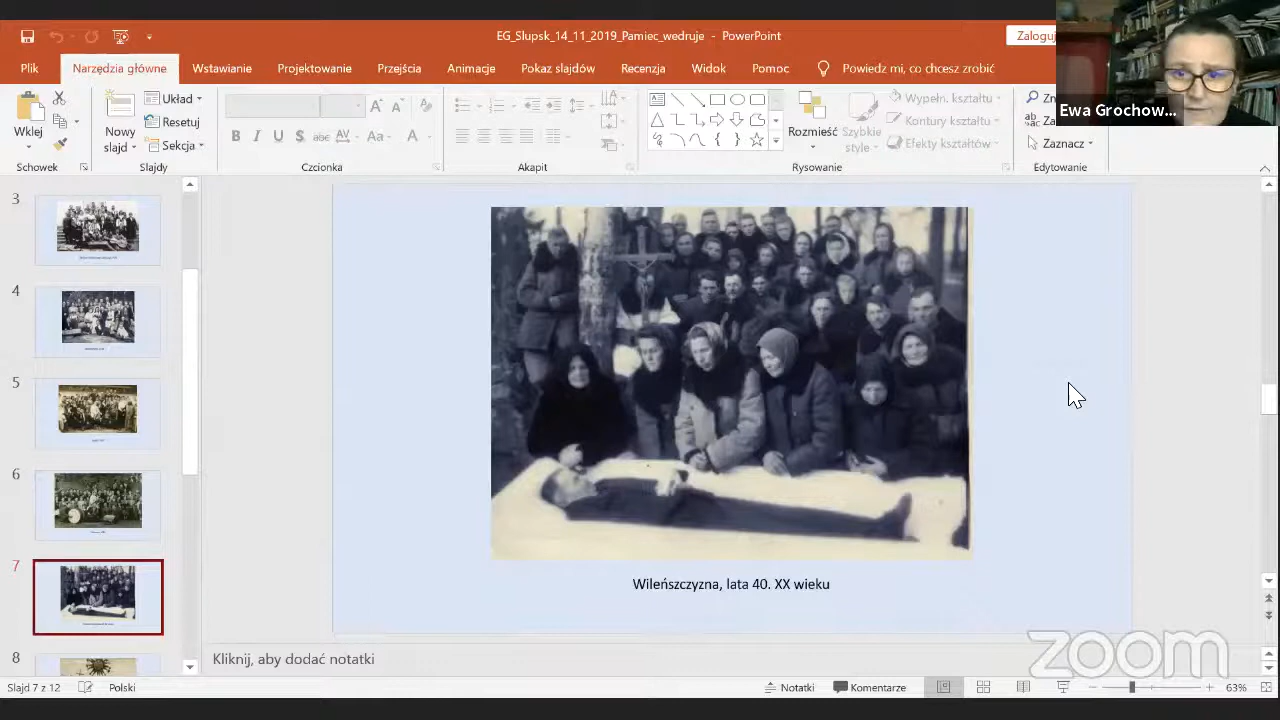 EG_Slupsk_14_11_2019_Pamiec_wedruje - PowerPoint
Zaloguj
Plik
Narzędzia główne
Wstawianie
Projektowanie
Przejścia
Animacje
Pokaz slajdów
Recenzja
Widok
Pomoc
Powiedz mi, co chcesz zrobić
Ewa Grochow...
Wklej
Nowy
slajd
Układ
Resetuj
Sekcja
B I U S abc AV Aa A
Rozmieść
Szybkie
style
Wypełn. kształtu
Kontury kształtu
Efekty kształtów
Zaznacz
Schowek
Slajdy
Czcionka
Akapit
Rysowanie
Edytowanie
3
4
5
6
7
8
Wileńszczyzna, lata 40. XX wieku
Kliknij, aby dodać notatki
zoom
Slajd 7 z 12
Polski
Notatki
Komentarze
63%